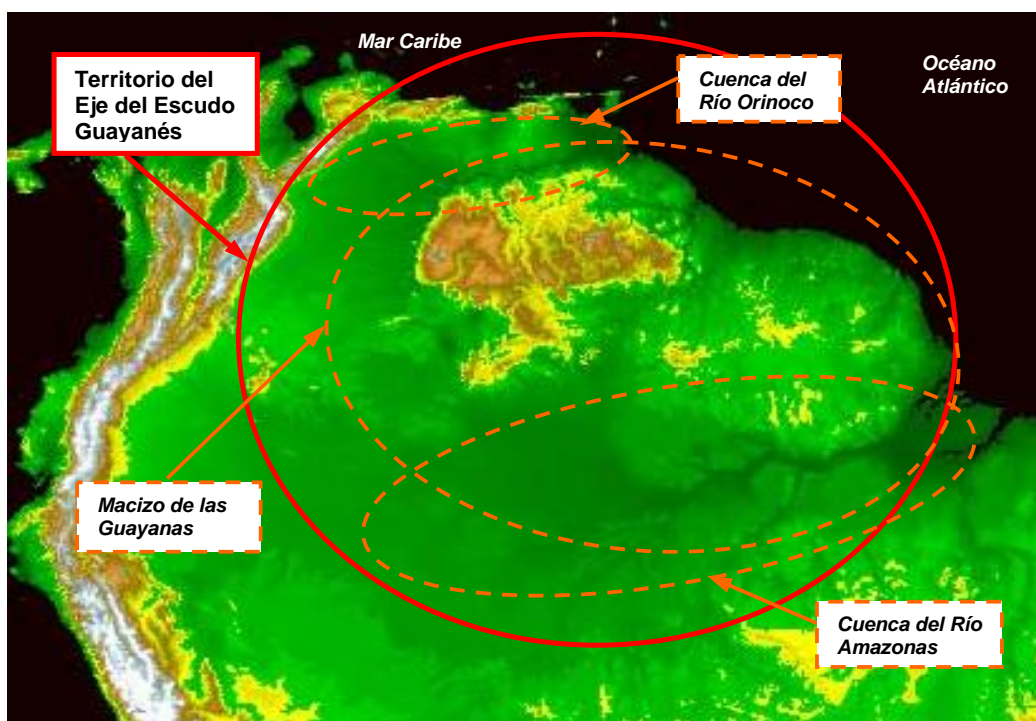 Mar Caribe
Océano
Atlántico
Territorio del
Eje del Escudo
Guayanés
Cuenca del
Río Orinoco
Macizo de las
Guayanas
Cuenca del Río
Amazonas